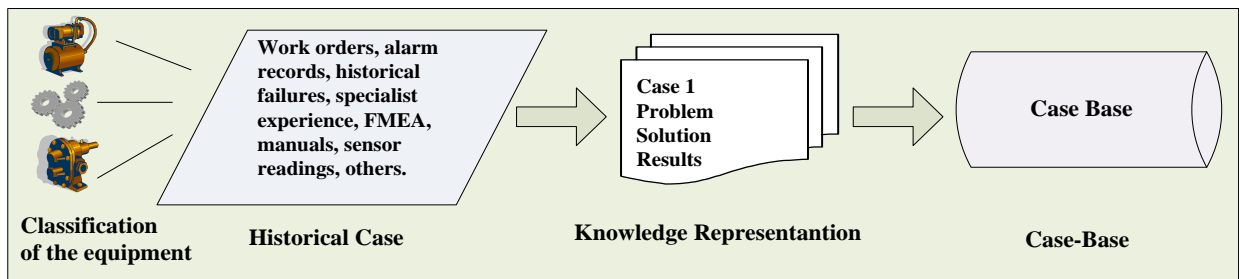 Work orders, alarm
records, historical
failures, specialist
experience, FMEA,
manuals, sensor
readings, others.
Case 1
Problem
Solution
Results
Case Base
Classification
of the equipment
Historical Case
Knowledge Representantion
Case-Base